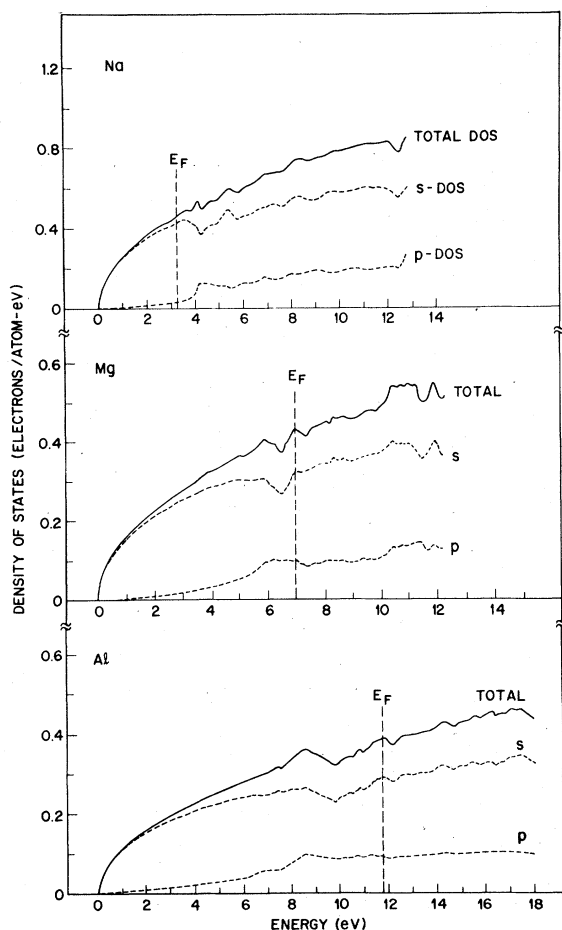 DENSITY OF STATES (ELECTRONS/ATOM-eV)
Na
1.2
0.8
0.4
0
E_F
TOTAL DOS
s-DOS
p-DOS
0 2 4 6 8 10 12 14
Mg
0.6
0.4
0.2
0
E_F
TOTAL
s
p
0 2 4 6 8 10 12 14
Al
0.6
0.4
0.2
0
E_F
TOTAL
s
p
0 2 4 6 8 10 12 14 16 18
ENERGY (eV)